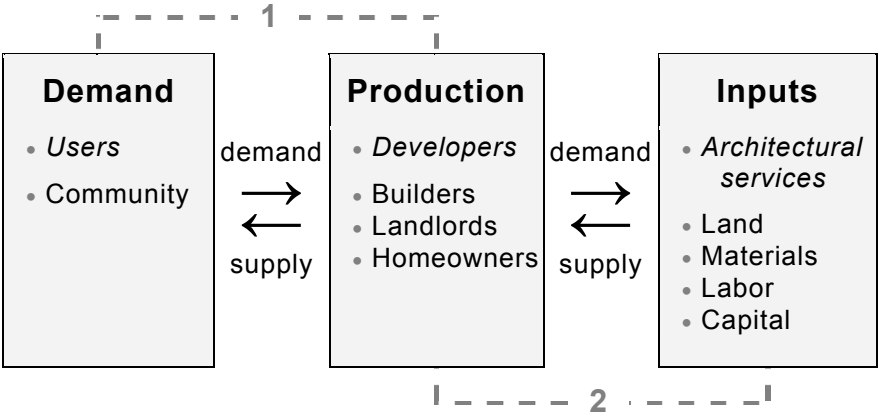 1
Demand
• Users
• Community
demand
supply
Production
• Developers
• Builders
• Landlords
• Homeowners
demand
supply
Inputs
• Architectural
services
• Land
• Materials
• Labor
• Capital
2